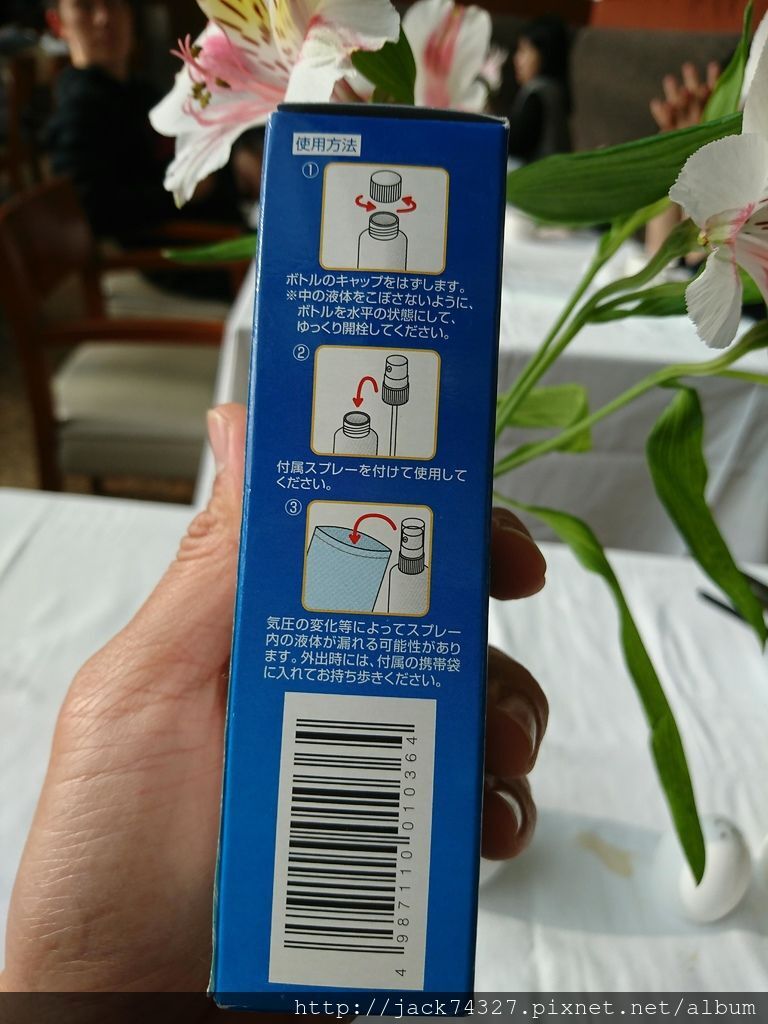 使用方法
①
ボトルのキャップをはずします。
※中の液体をこぼさないように、
ボトルを水平の状態にして、
ゆっくり開栓してください。
②
付属スプレーを付けて使用して
ください。
③
気圧の変化等によってスプレー
内の液体が漏れる可能性があり
ます。外出時には、付属の携帯袋
に入れてお持ち歩きください。
4 987110 010364
http://jack74327.pixnet.net/album